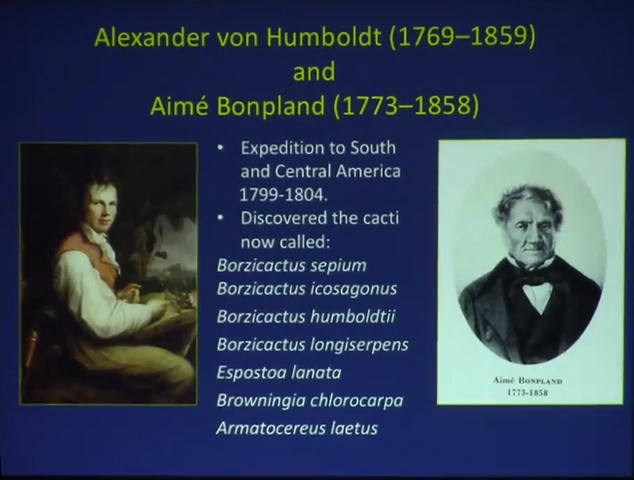 Alexander von Humboldt (1769–1859)
and
Aimé Bonpland (1773–1858)
• Expedition to South
and Central America
1799-1804.
• Discovered the cacti
now called:
Borzicactus sepium
Borzicactus icosagonus
Borzicactus humboldtii
Borzicactus longiserpens
Espostoa lanata
Browningia chlorocarpa
Armatocereus laetus
Aimé BONPLAND
1773-1858